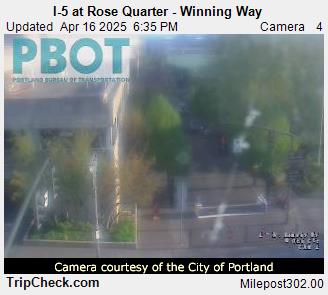 I-5 at Rose Quarter - Winning Way
Updated Apr 16 2025 6:35 PM Camera 4
PBOT
PORTLAND BUREAU OF TRANSPORTATION
Camera courtesy of the City of Portland
TripCheck.com Milepost302.00